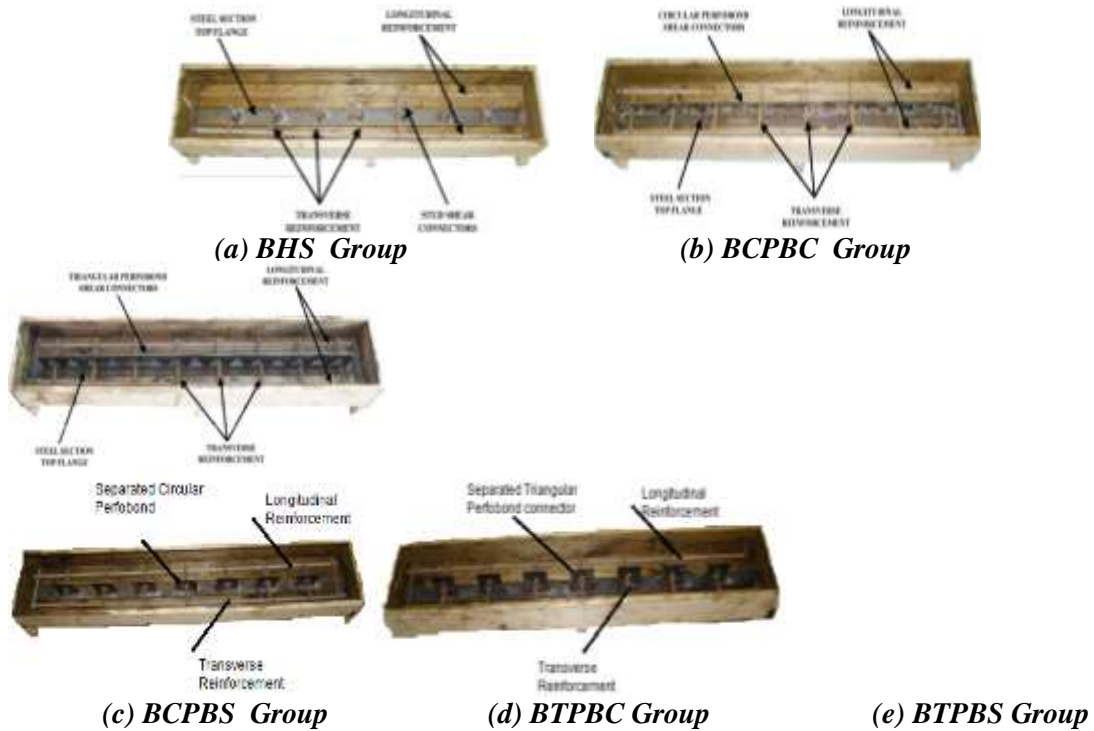 STEEL SECTION
TOP FLANGE
LONGITUDINAL
REINFORCEMENT
TRANSVERSE
REINFORCEMENT
STUD SHEAR
CONNECTORS
(a) BHS Group
CIRCULAR PERFOBOND
SHEAR CONNECTORS
LONGITUDINAL
REINFORCEMENT
STEEL SECTION
TOP FLANGE
TRANSVERSE
REINFORCEMENT
(b) BCPBC Group
TRIANGULAR PERFOBOND
SHEAR CONNECTORS
LONGITUDINAL
REINFORCEMENT
STEEL SECTION
TOP FLANGE
TRANSVERSE
REINFORCEMENT
Separated Circular
Perfobond
Longitudinal
Reinforcement
Transverse
Reinforcement
Separated Triangular
Perfobond connector
Longitudinal
Reinforcement
Transverse
Reinforcement
(c) BCPBS Group
(d) BTPBC Group
(e) BTPBS Group